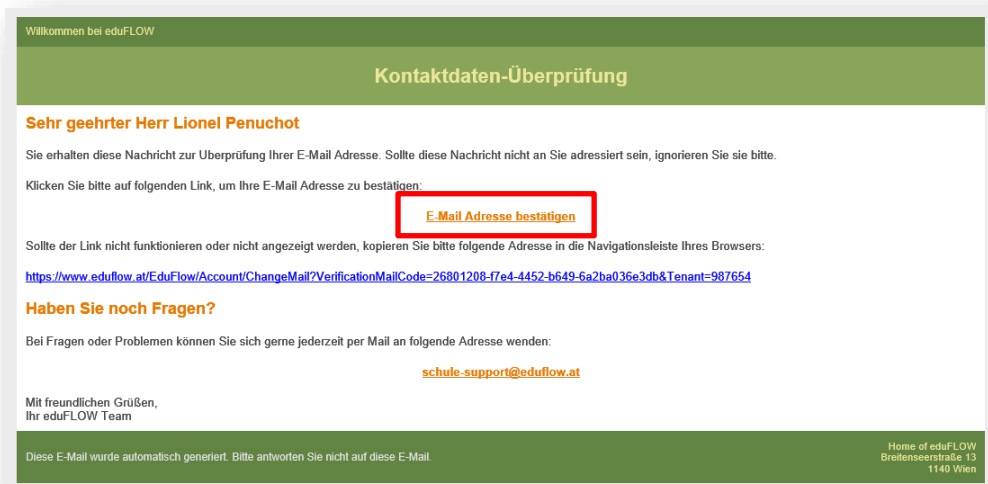 Willkommen bei eduFLOW
Kontaktdaten-Überprüfung
Sehr geehrter Herr Lionel Penuchot
Sie erhalten diese Nachricht zur Überprüfung Ihrer E-Mail Adresse. Sollte diese Nachricht nicht an Sie adressiert sein, ignorieren Sie sie bitte.
Klicken Sie bitte auf folgenden Link, um Ihre E-Mail Adresse zu bestätigen:
E-Mail Adresse bestätigen
Sollte der Link nicht funktionieren oder nicht angezeigt werden, kopieren Sie bitte folgende Adresse in die Navigationsleiste Ihres Browsers:
https://www.eduflow.at/EduFlow/Account/ChangeMail?VerificationMailCode=26801208-f7e4-4452-b649-6a2ba036e3db&Tenant=987654
Haben Sie noch Fragen?
Bei Fragen oder Problemen können Sie sich gerne jederzeit per Mail an folgende Adresse wenden:
schule-support@eduflow.at
Mit freundlichen Grüßen,
Ihr eduFLOW Team
Diese E-Mail wurde automatisch generiert. Bitte antworten Sie nicht auf diese E-Mail.
Home of eduFLOW
Breitenseerstraße 13
1140 Wien